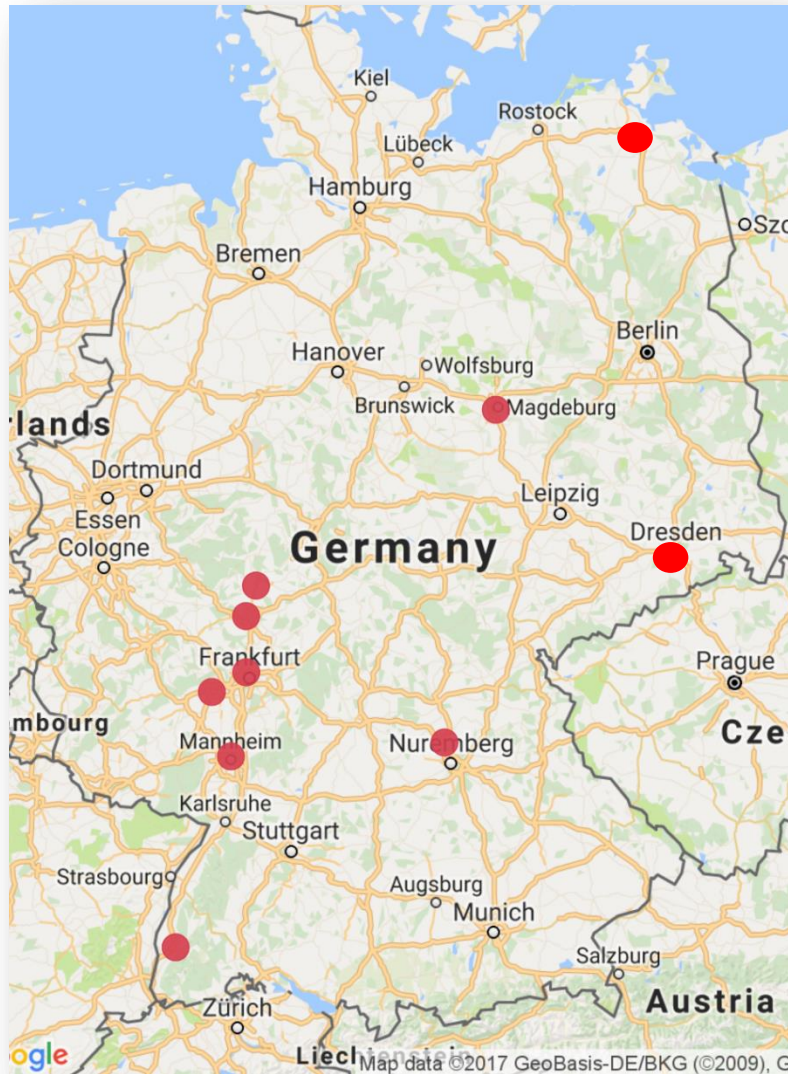 Kiel
Rostock
Lübeck
Hamburg
Szc
Bremen
Berlin
Hanover
Wolfsburg
Brunswick
Magdeburg
rlands
Dortmund
Leipzig
Essen
Cologne
Germany
Dresden
Frankfurt
Prague
mbourg
Cze
Mannheim
Nuremberg
Karlsruhe
Stuttgart
Strasbourg
Augsburg
Munich
Salzburg
Zürich
Austria
ogle
Liechtenstein
Map data ©2017 GeoBasis-DE/BKG (©2009), G